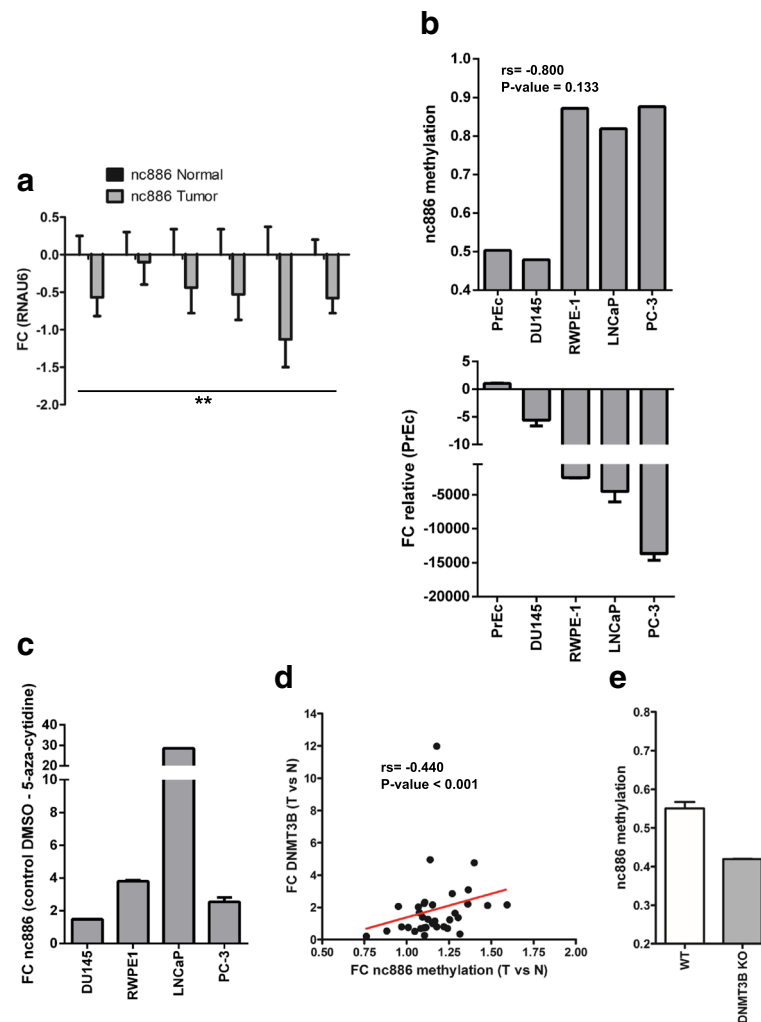 a
nc886 Normal
nc886 Tumor
FC (RNAU6)
0.5
0.0
-0.5
-1.0
-1.5
-2.0
**
b
nc886 methylation
rs= -0.800
P-value = 0.133
1.0
0.9
0.8
0.7
0.6
0.5
0.4
PrEc
DU145
RWPE-1
LNCaP
PC-3
FC relative (PrEC)
5
0
-5
-10
-5000
-10000
-15000
-20000
PrEc
DU145
RWPE-1
LNCaP
PC-3
c
FC nc886 (control DMSO - 5-aza-cytidine)
40
30
20
10
8
6
4
2
0
DU145
RWPE1
LNCaP
PC-3
d
FC DNMT3B (T vs N)
rs= -0.440
P-value < 0.001
14
12
10
8
6
4
2
0
0.50
0.75
1.00
1.25
1.50
1.75
2.00
FC nc886 methylation (T vs N)
e
nc886 methylation
0.8
0.7
0.6
0.5
0.4
0.3
0.2
WT
DNMT3B KO